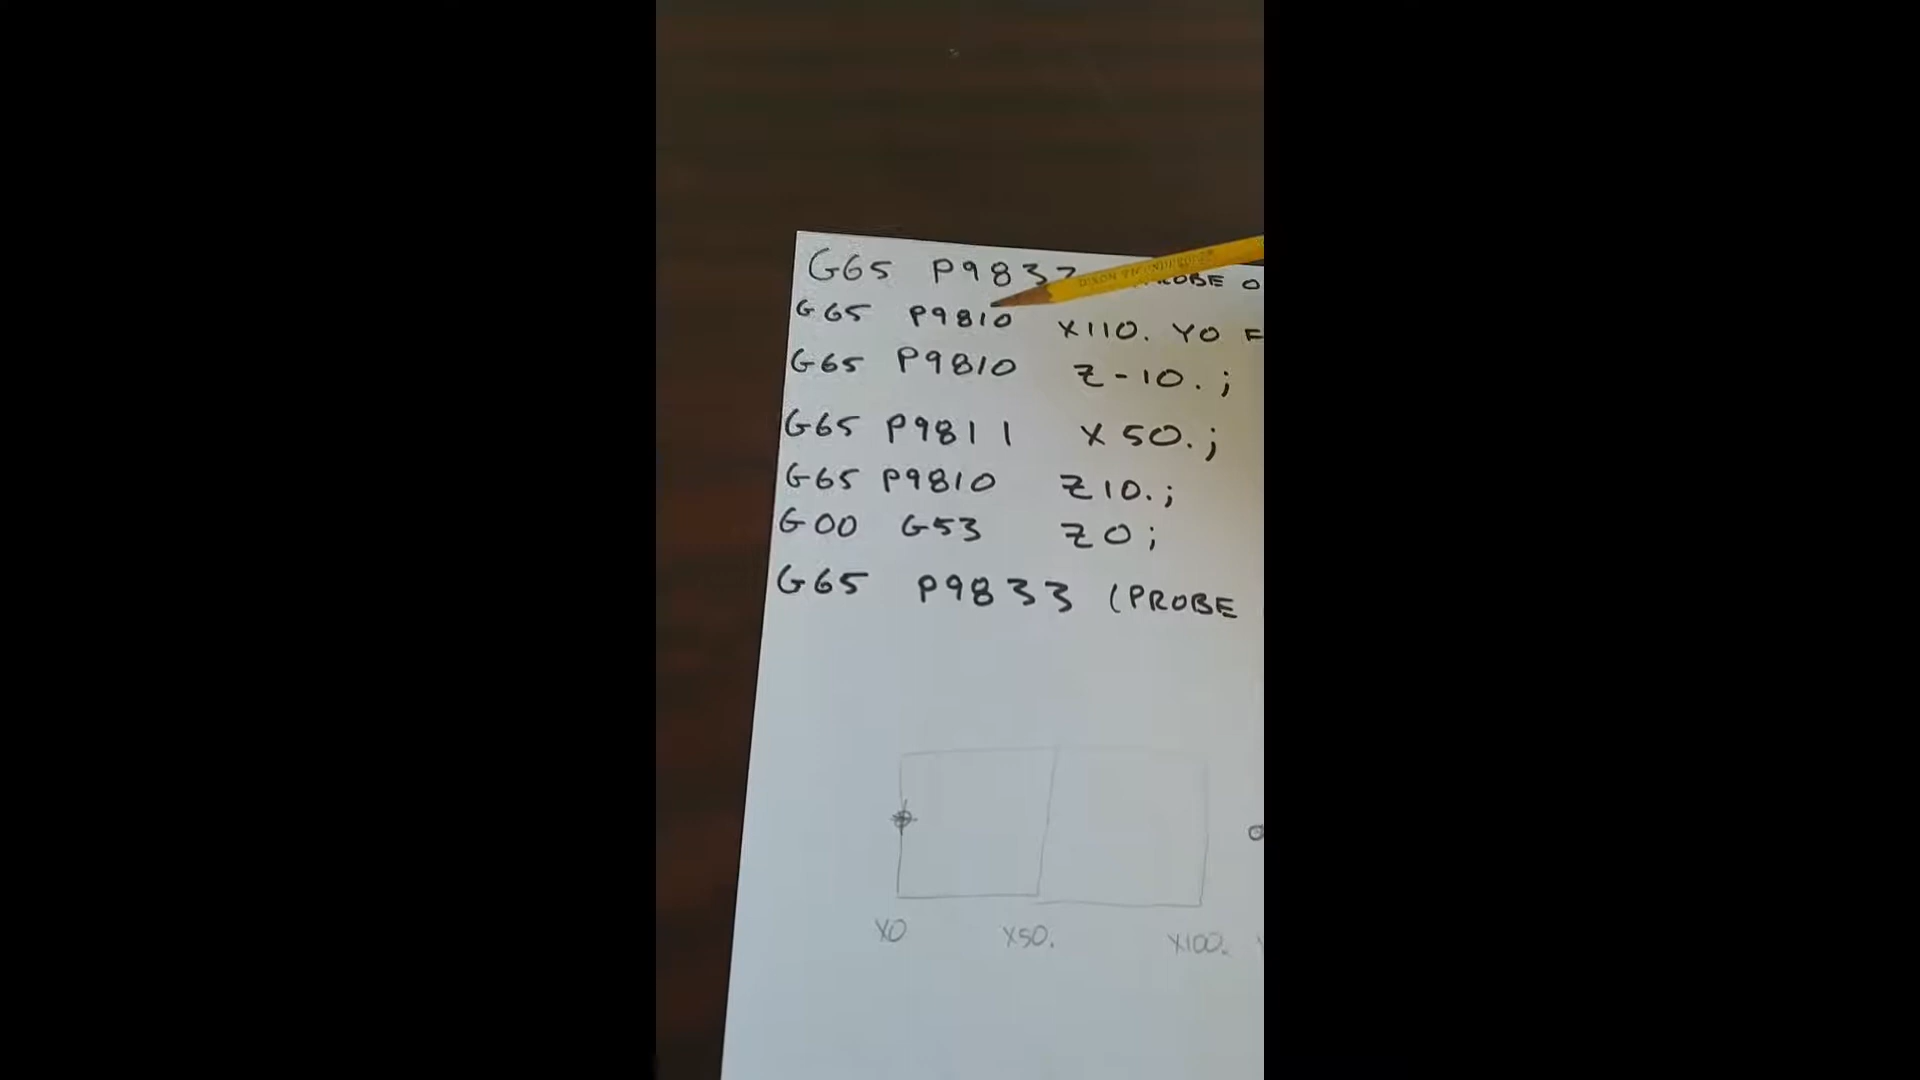 G65 P983
G65 P9810 X110. Y0 F
G65 P9810 Z-10.;
G65 P9811 X50.;
G65 P9810 Z10.;
G00 G53 Z0;
G65 P9833 (PROBE
X0 X50. X100.